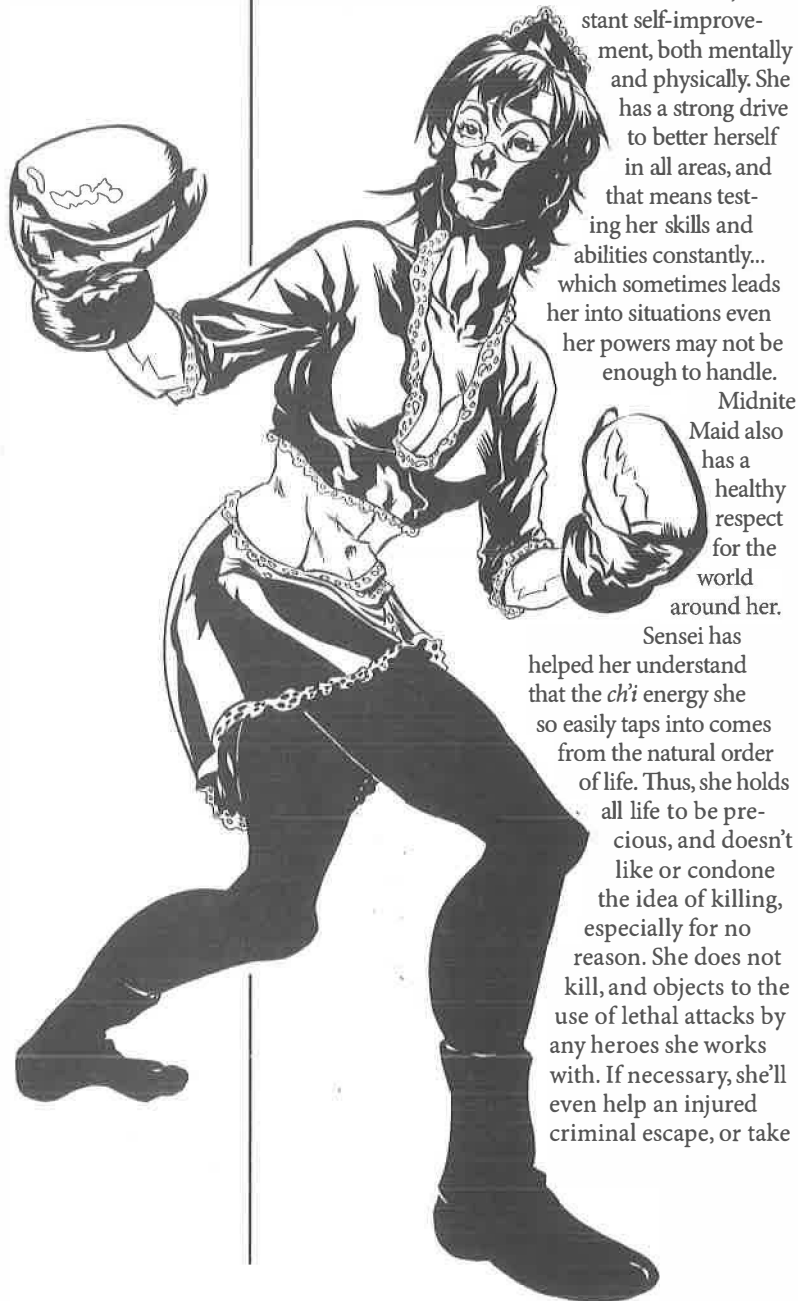 stant self-improve-
ment, both mentally
and physically. She
has a strong drive
to better herself
in all areas, and
that means test-
ing her skills and
abilities constantly...
which sometimes leads
her into situations even
her powers may not be
enough to handle.
Midnite
Maid also
has a
healthy
respect
for the
world
around her.
Sensei has
helped her understand
that the ch'i energy she
so easily taps into comes
from the natural order
of life. Thus, she holds
all life to be pre-
cious, and doesn't
like or condone
the idea of killing,
especially for no
reason. She does not
kill, and objects to the
use of lethal attacks by
any heroes she works
with. If necessary, she'll
even help an injured
criminal escape, or take